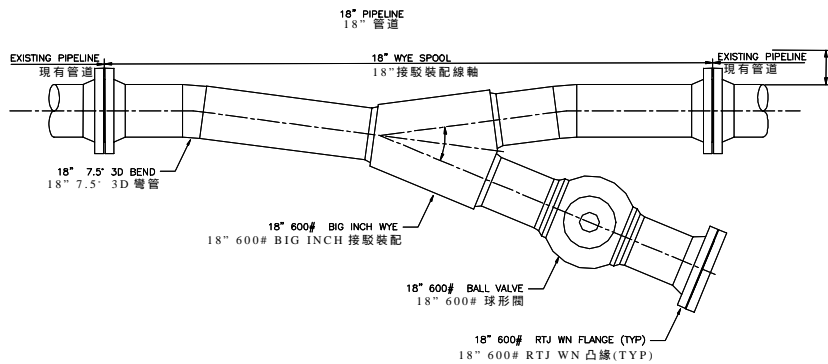 18" PIPELINE
18" 管道
EXISTING PIPELINE
現有管道
18" WYE SPOOL
18"接駁裝配線軸
EXISTING PIPELINE
現有管道
18" 7.5° 3D BEND
18" 7.5° 3D 彎管
18" 600# BIG INCH WYE
18" 600# BIG INCH 接駁裝配
18" 600# BALL VALVE
18" 600# 球形閥
18" 600# RTJ WN FLANGE (TYP)
18" 600# RTJ WN 凸緣(TYP)